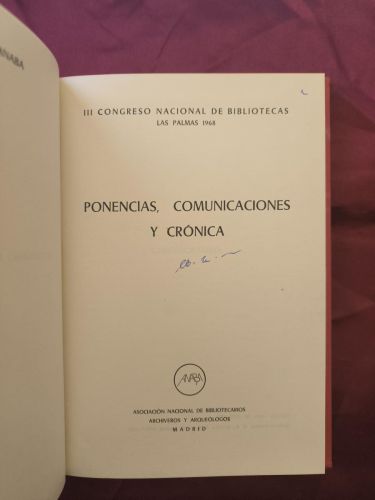 ANABA
III CONGRESO NACIONAL DE BIBLIOTECAS
LAS PALMAS 1968
PONENCIAS, COMUNICACIONES
Y CRÓNICA
ANABA
ASOCIACIÓN NACIONAL DE BIBLIOTECARIOS
ARCHIVEROS Y ARQUEÓLOGOS
MADRID